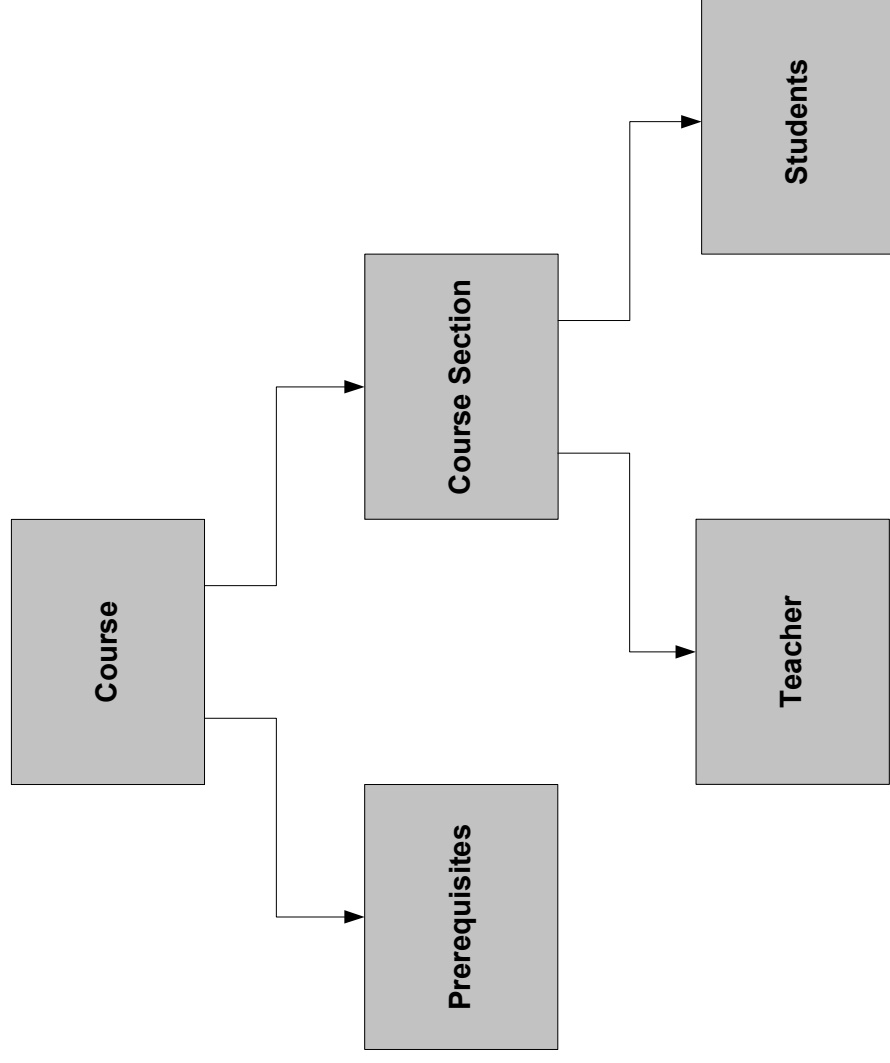 Course
Prerequisites
Course Section
Teacher
Students